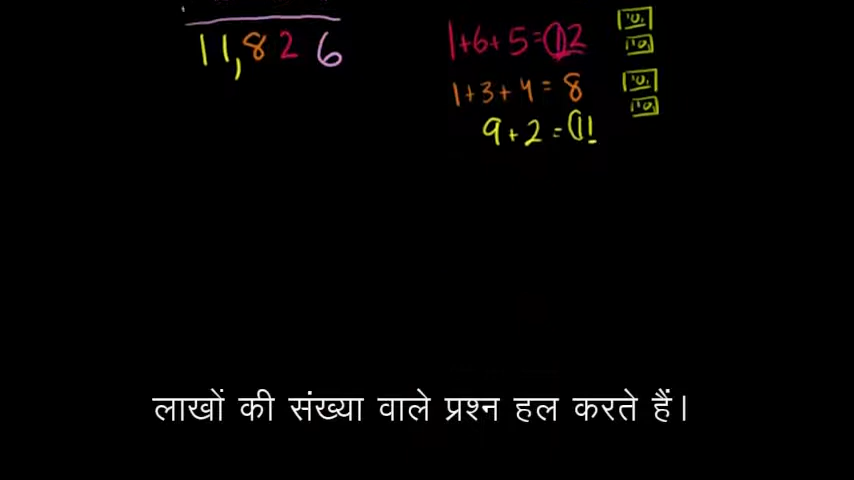 11,826
1+6+5=12
1+3+4=8
9+2=11
लाखों की संख्या वाले प्रश्न हल करते हैं।